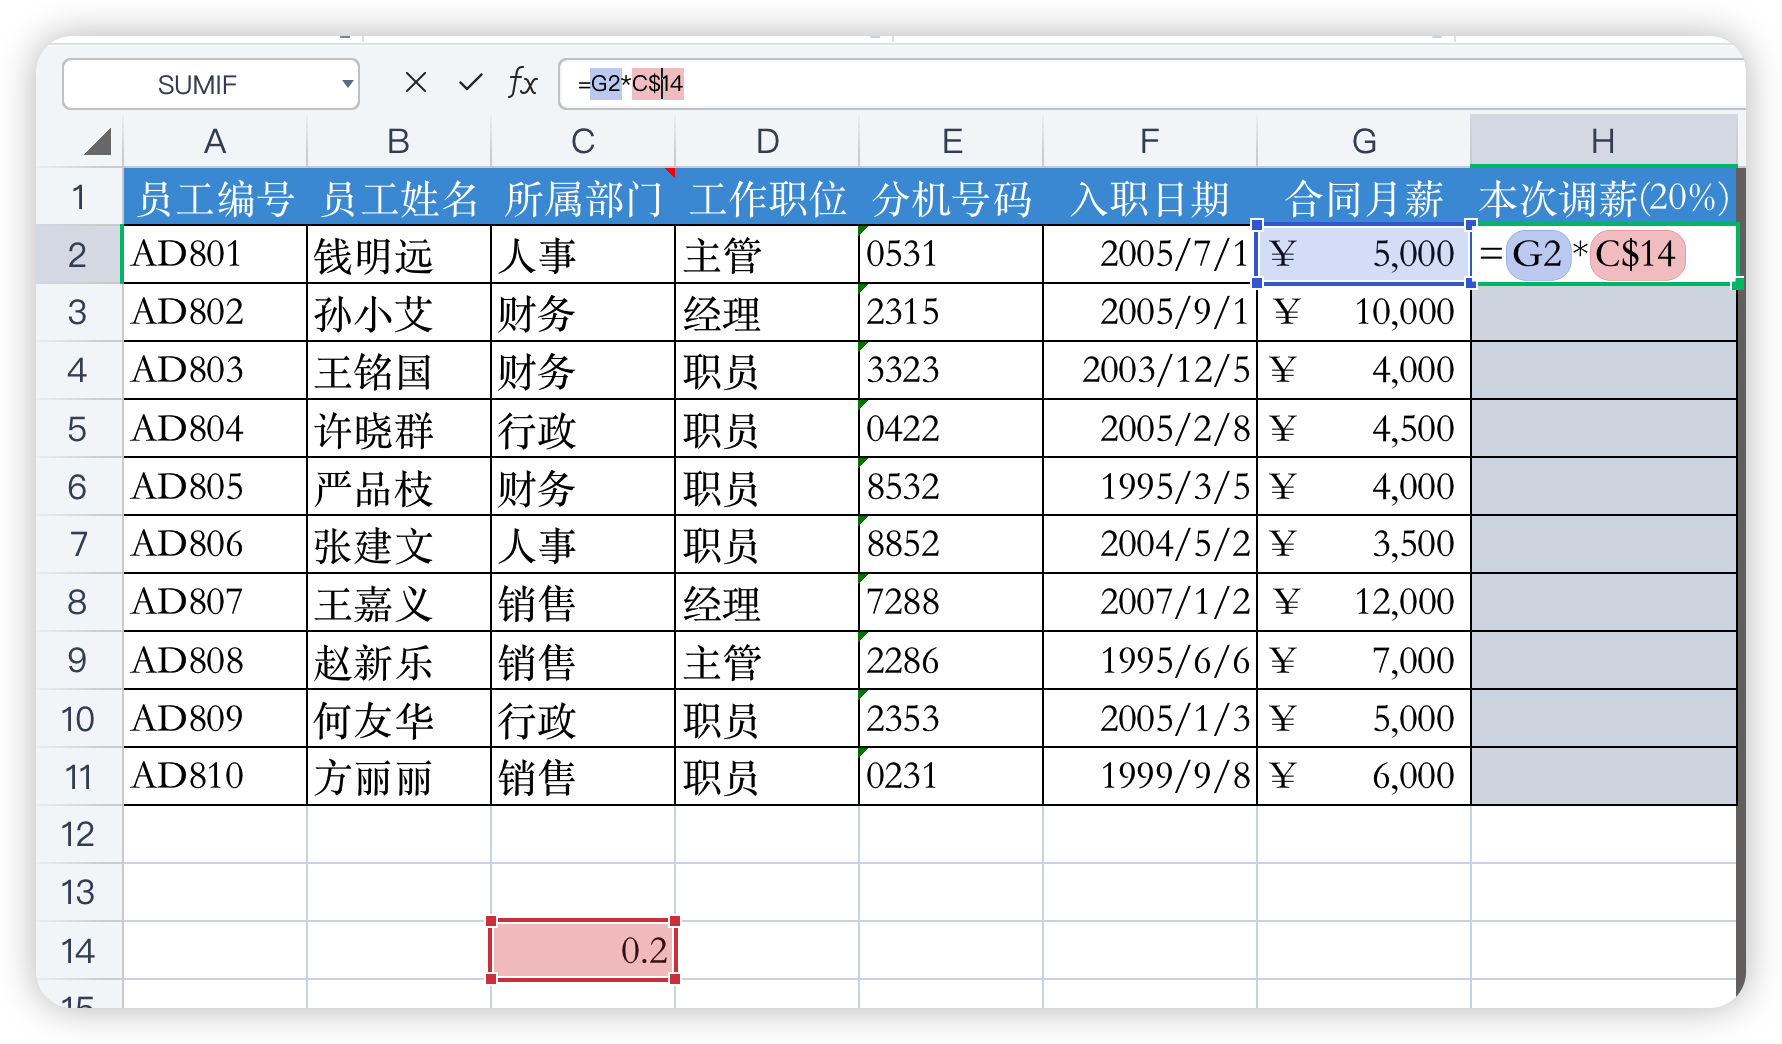 SUMIF =G2*C$14
A B C D E F G H
1 员工编号 员工姓名 所属部门 工作职位 分机号码 入职日期 合同月薪 本次调薪(20%)
2 AD801 钱明远 人事 主管 0531 2005/7/1 ¥ 5,000 =G2*C$14
3 AD802 孙小艾 财务 经理 2315 2005/9/1 ¥ 10,000
4 AD803 王铭国 财务 职员 3323 2003/12/5 ¥ 4,000
5 AD804 许晓群 行政 职员 0422 2005/2/8 ¥ 4,500
6 AD805 严品枝 财务 职员 8532 1995/3/5 ¥ 4,000
7 AD806 张建文 人事 职员 8852 2004/5/2 ¥ 3,500
8 AD807 王嘉义 销售 经理 7288 2007/1/2 ¥ 12,000
9 AD808 赵新乐 销售 主管 2286 1995/6/6 ¥ 7,000
10 AD809 何友华 行政 职员 2353 2005/1/3 ¥ 5,000
11 AD810 方丽丽 销售 职员 0231 1999/9/8 ¥ 6,000
12
13
14 0.2
15